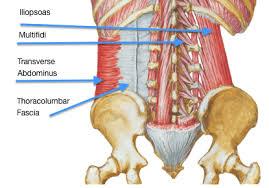 Iliopsoas
Multifidi
Transverse
Abdominus
Thoracolumbar
Fascia